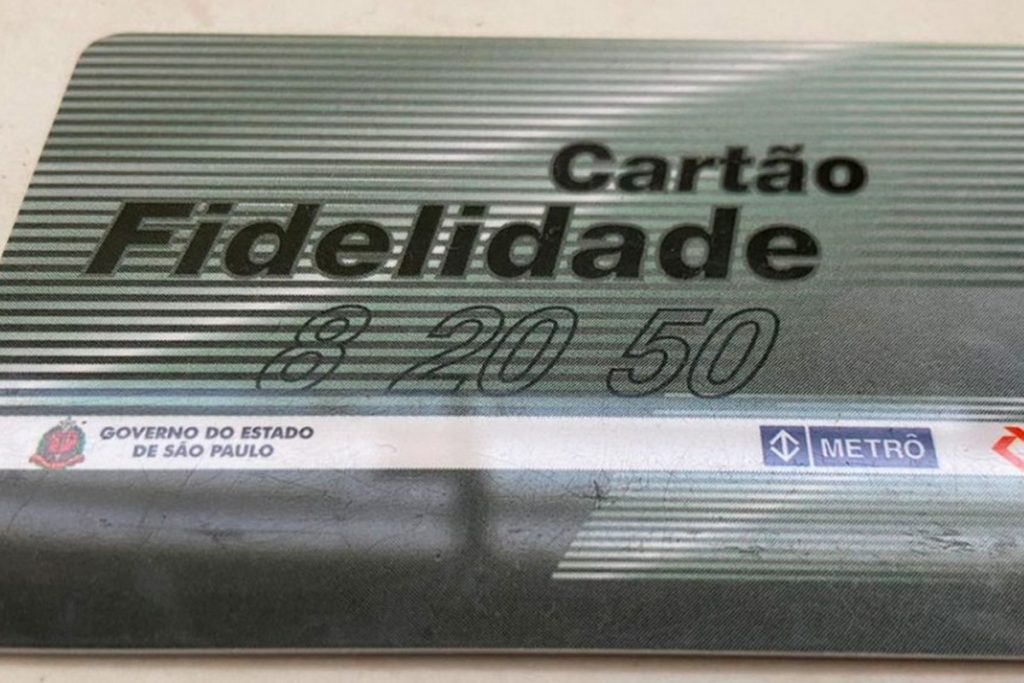 Cartão
Fidelidade
8 20 50
GOVERNO DO ESTADO
DE SÃO PAULO
METRÔ